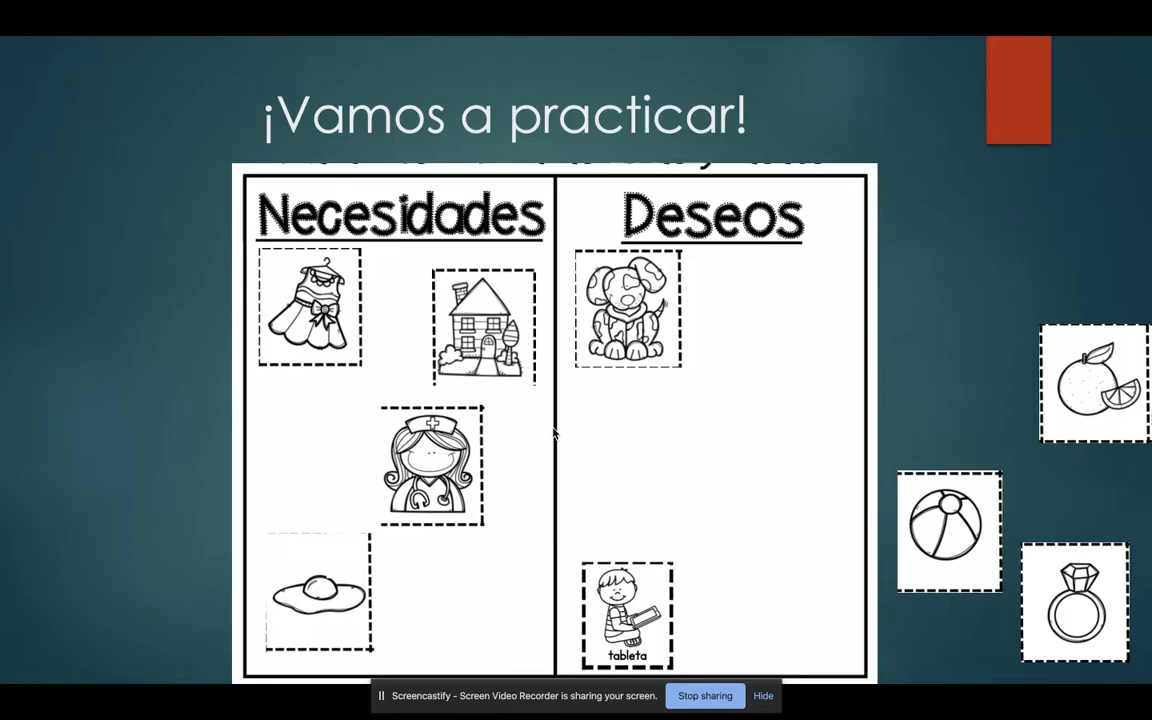 ¡Vamos a practicar!
Necesidades
Deseos
tableta
Screencastify - Screen Video Recorder is sharing your screen.
Stop sharing
Hide